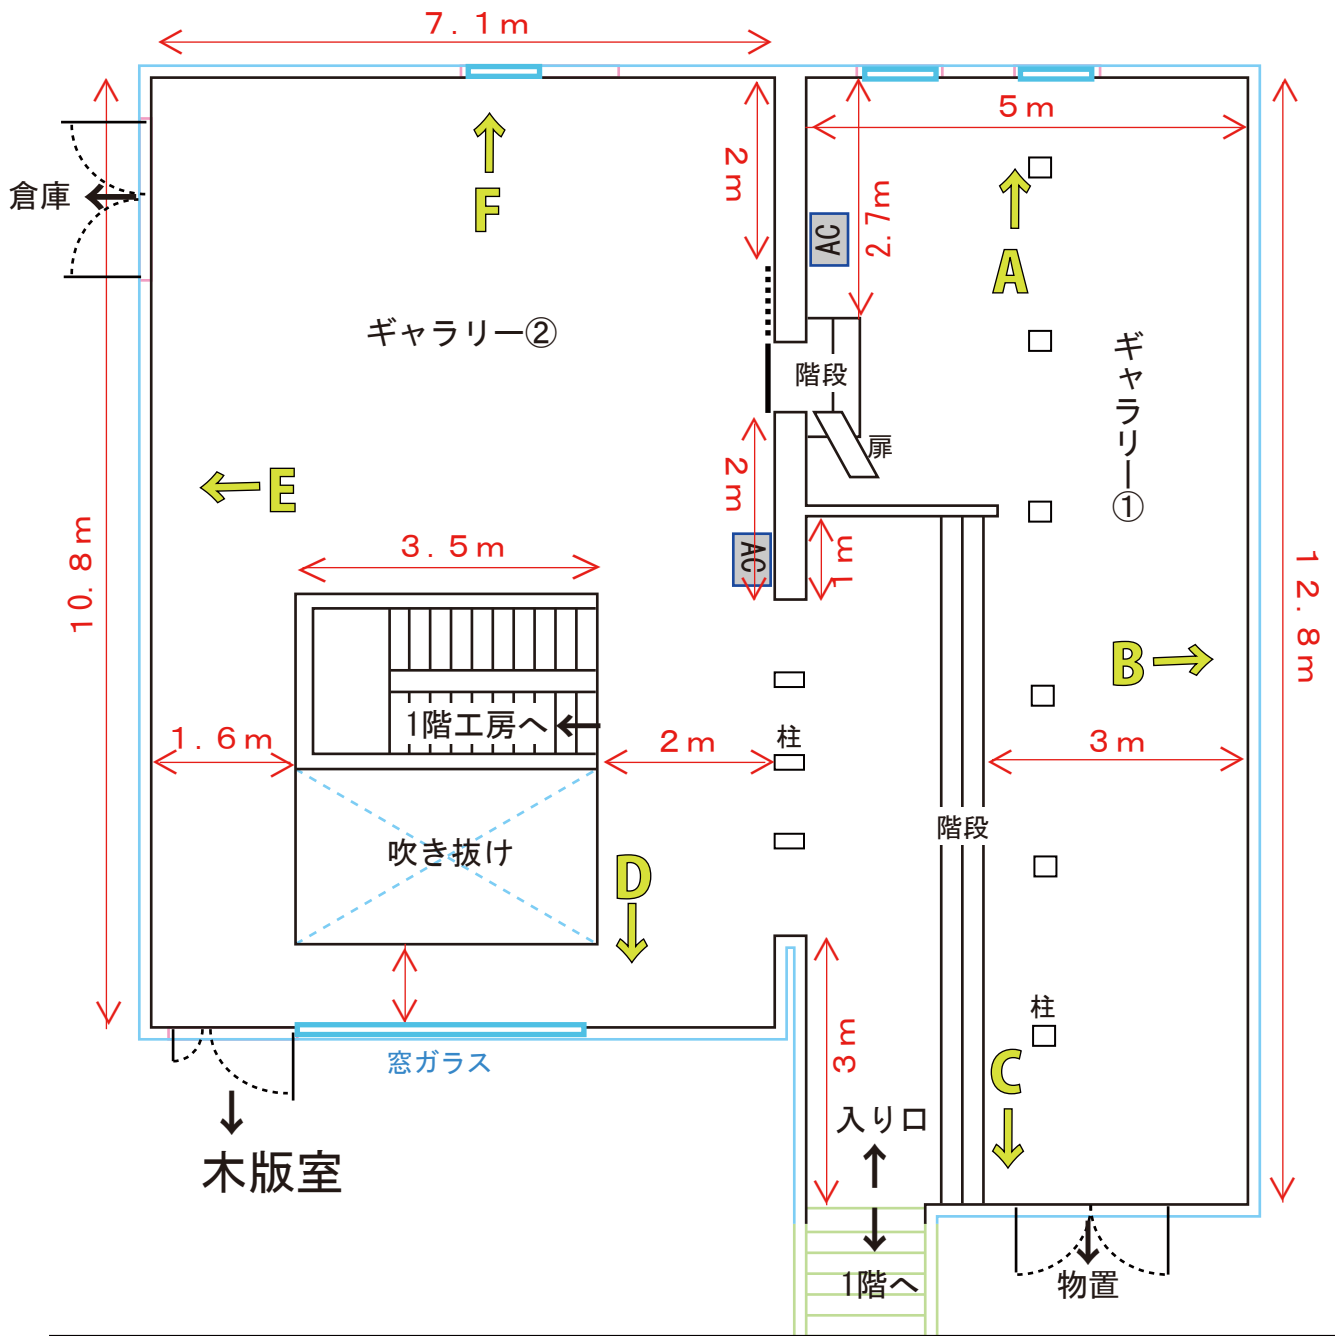 7.1m
5m
倉庫
F
2m
AC
2.7m
A
ギャラリー②
階段
ギャラリー①
扉
E
2m
10.8m
3.5m
AC
1m
12.8m
B
1.6m
1階工房へ
2m
柱
3m
階段
吹き抜け
D
柱
3m
C
窓ガラス
入り口
木版室
1階へ
物置